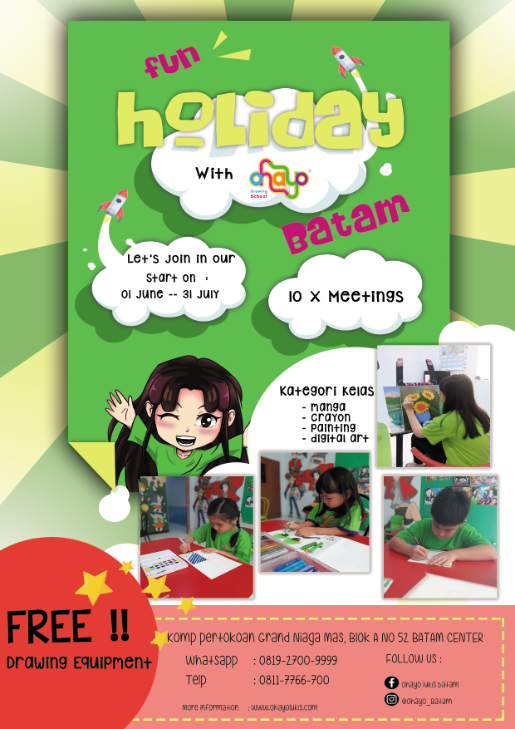 Fun
Holiday
With ohayo
Drawing
School
Batam
Let's Join in our
Start on :
01 June -- 31 July
10 x Meetings
Kategori Kelas
- manga
- crayon
- Painting
- digital art
FREE !!
Drawing Equipment
Komp Pertokoan Grand Niaga Mas, Blok A No 52 BATAM CENTER
Whatsapp : 0819-2700-9999
Telp : 0811-7766-700
FOLLOW US :
ohayo lukis batam
@ohayo_batam
more information : www.ohayolukis.com